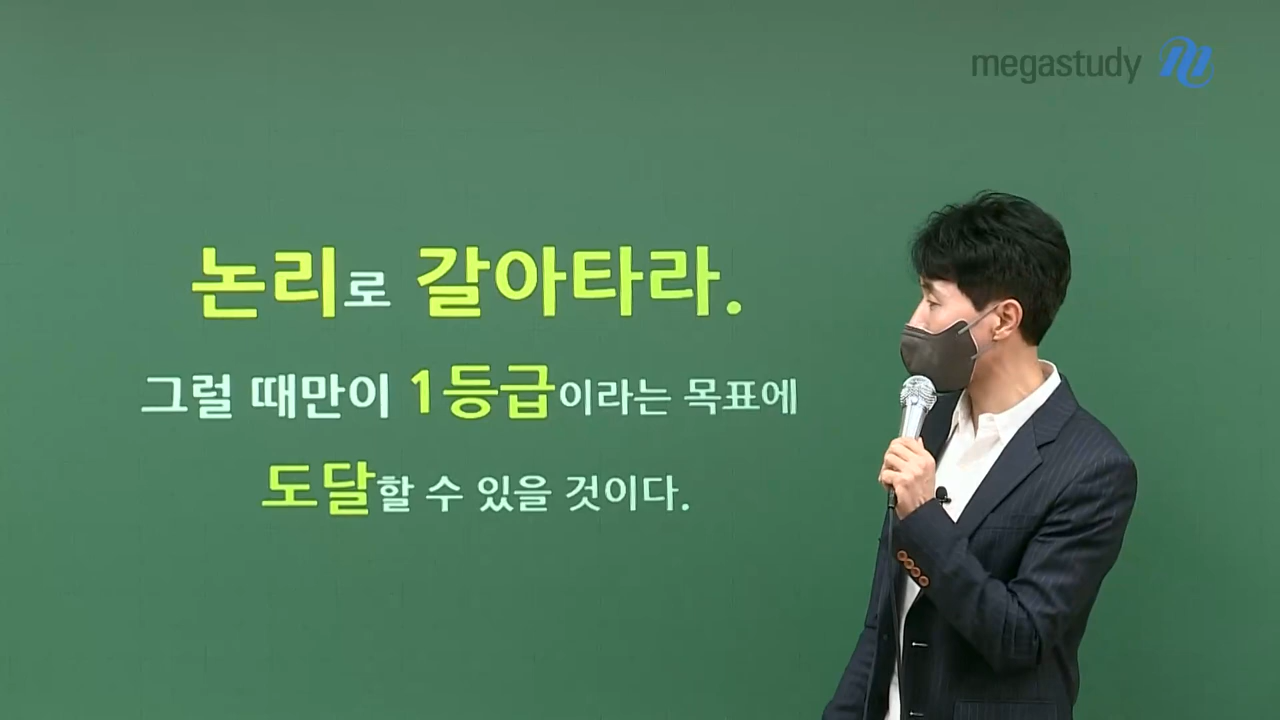 megastudy
논리로 갈아타라.
그럴 때만이 1등급이라는 목표에
도달할 수 있을 것이다.